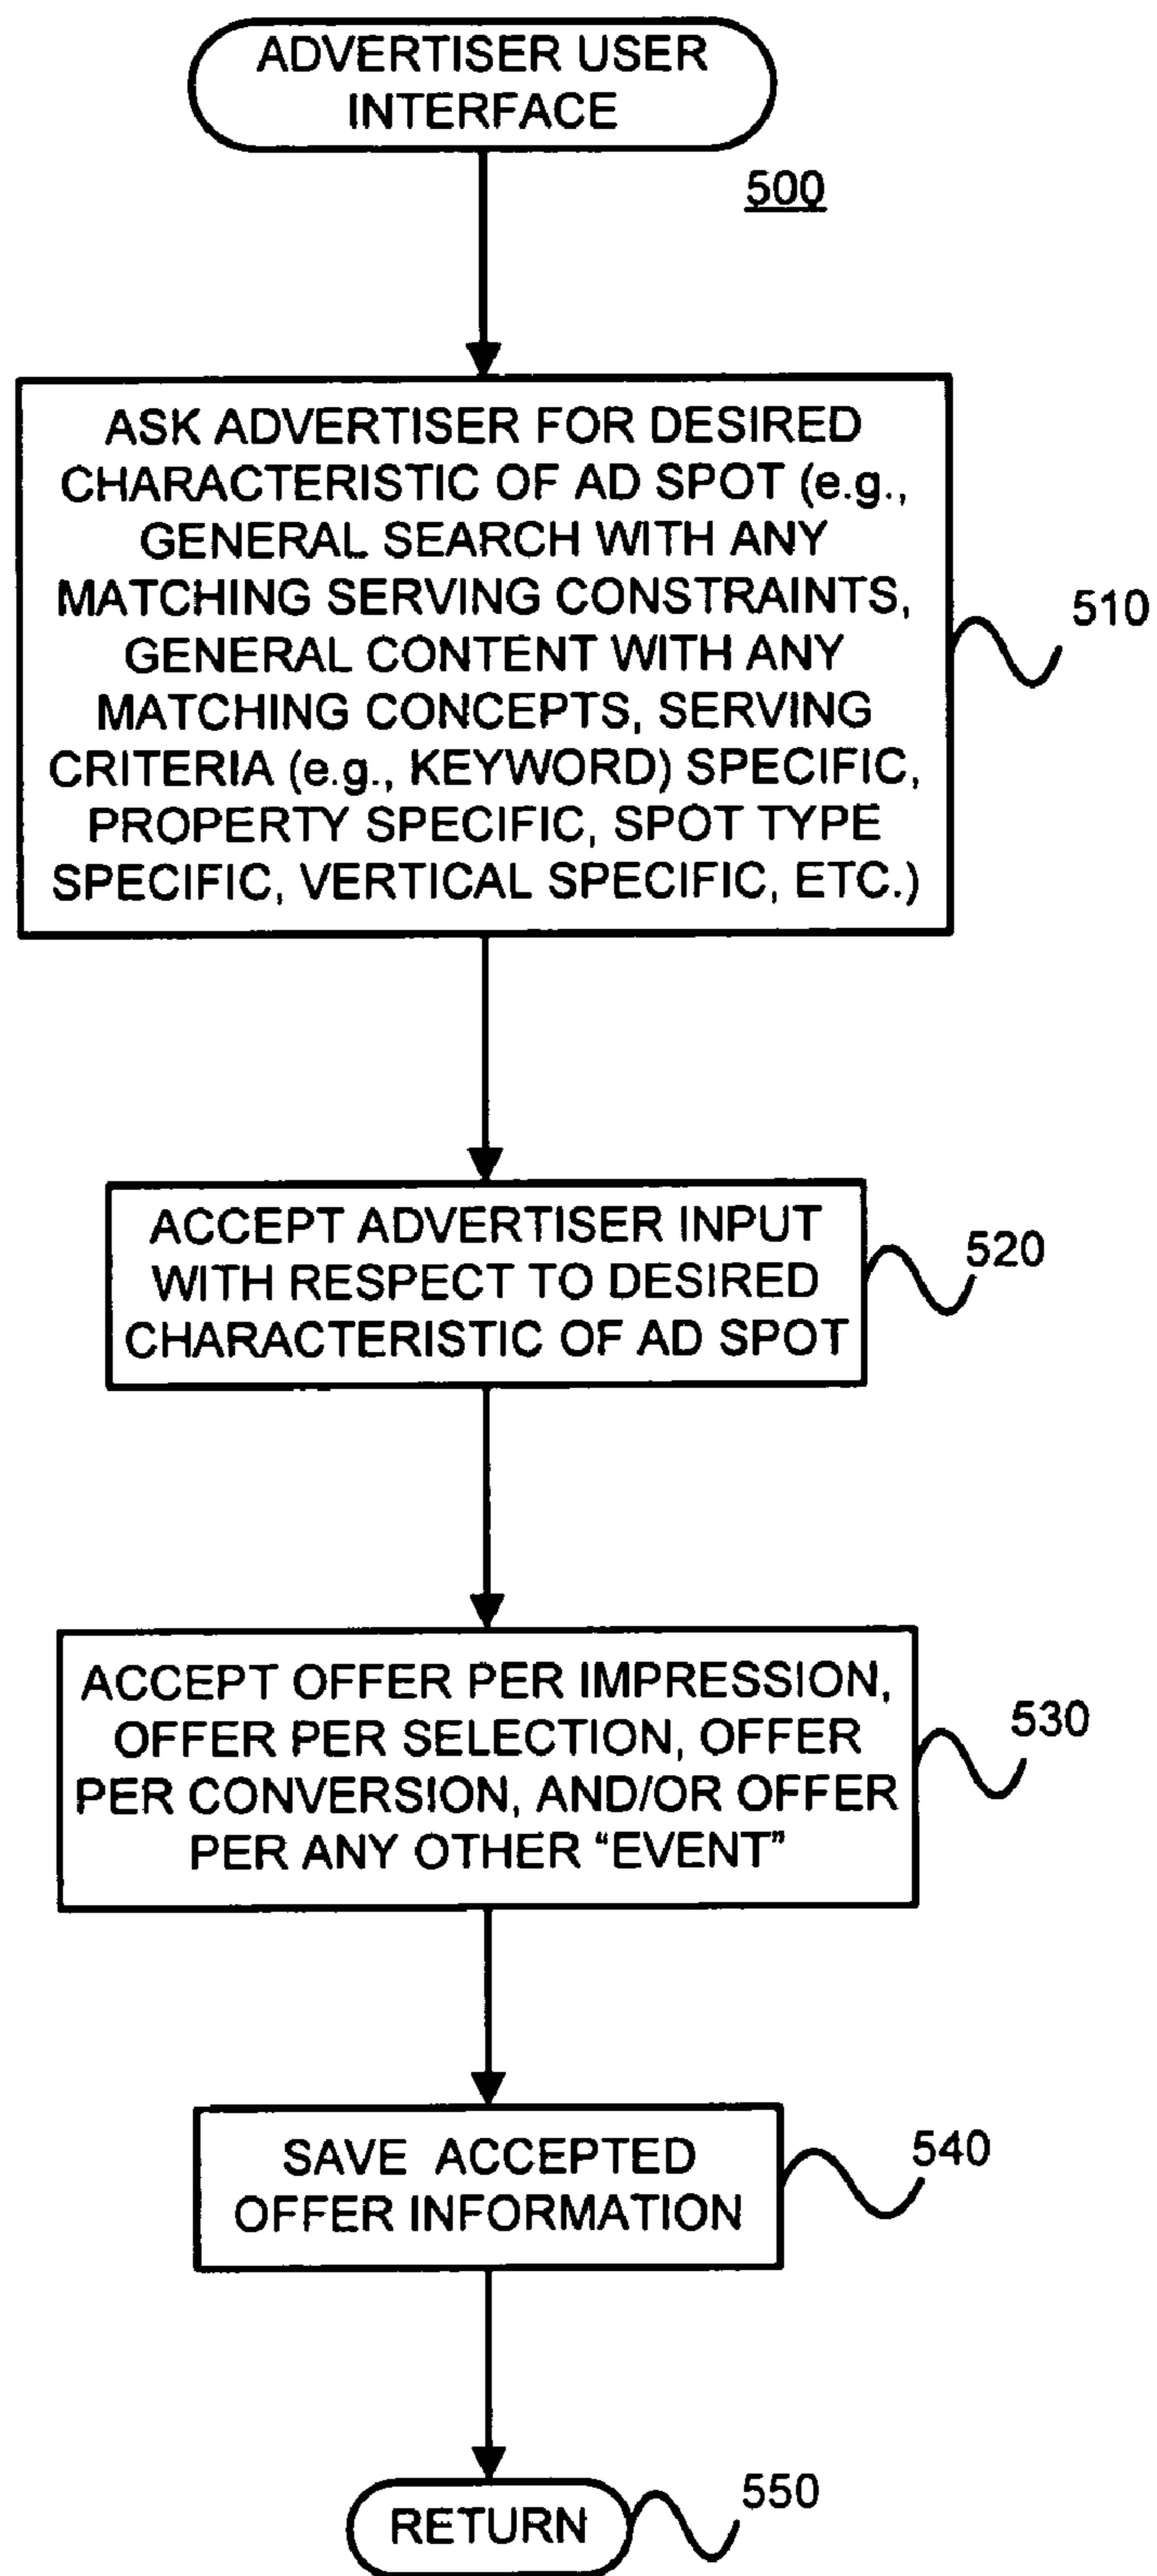 ADVERTISER USER
INTERFACE
500
ASK ADVERTISER FOR DESIRED
CHARACTERISTIC OF AD SPOT (e.g.,
GENERAL SEARCH WITH ANY
MATCHING SERVING CONSTRAINTS,
GENERAL CONTENT WITH ANY
MATCHING CONCEPTS, SERVING
CRITERIA (e.g., KEYWORD) SPECIFIC,
PROPERTY SPECIFIC, SPOT TYPE
SPECIFIC, VERTICAL SPECIFIC, ETC.)
510
ACCEPT ADVERTISER INPUT
WITH RESPECT TO DESIRED
CHARACTERISTIC OF AD SPOT
520
ACCEPT OFFER PER IMPRESSION,
OFFER PER SELECTION, OFFER
PER CONVERSION, AND/OR OFFER
PER ANY OTHER “EVENT”
530
SAVE ACCEPTED
OFFER INFORMATION
540
RETURN
550